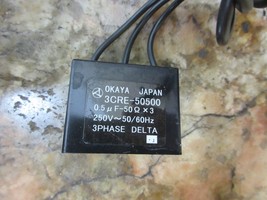 OKAYA JAPAN
3CRE-50500
0.5µF-50Ω×3
250V～50/60Hz
3PHASE DELTA